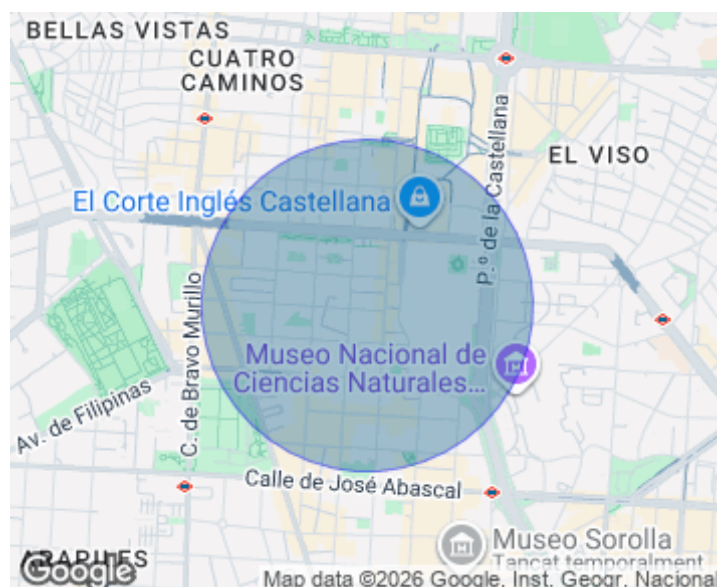 BELLAS VISTAS
CUATRO
CAMINOS
EL VISO
El Corte Inglés Castellana
P.º de la Castellana
C. de Bravo Murillo
Museo Nacional de
Ciencias Naturales...
Av. de Filipinas
Calle de José Abascal
Museo Sorolla
Tancat temporalment
ARAPILES
Google
Map data ©2026 Google, Inst. Geogr. Nacional